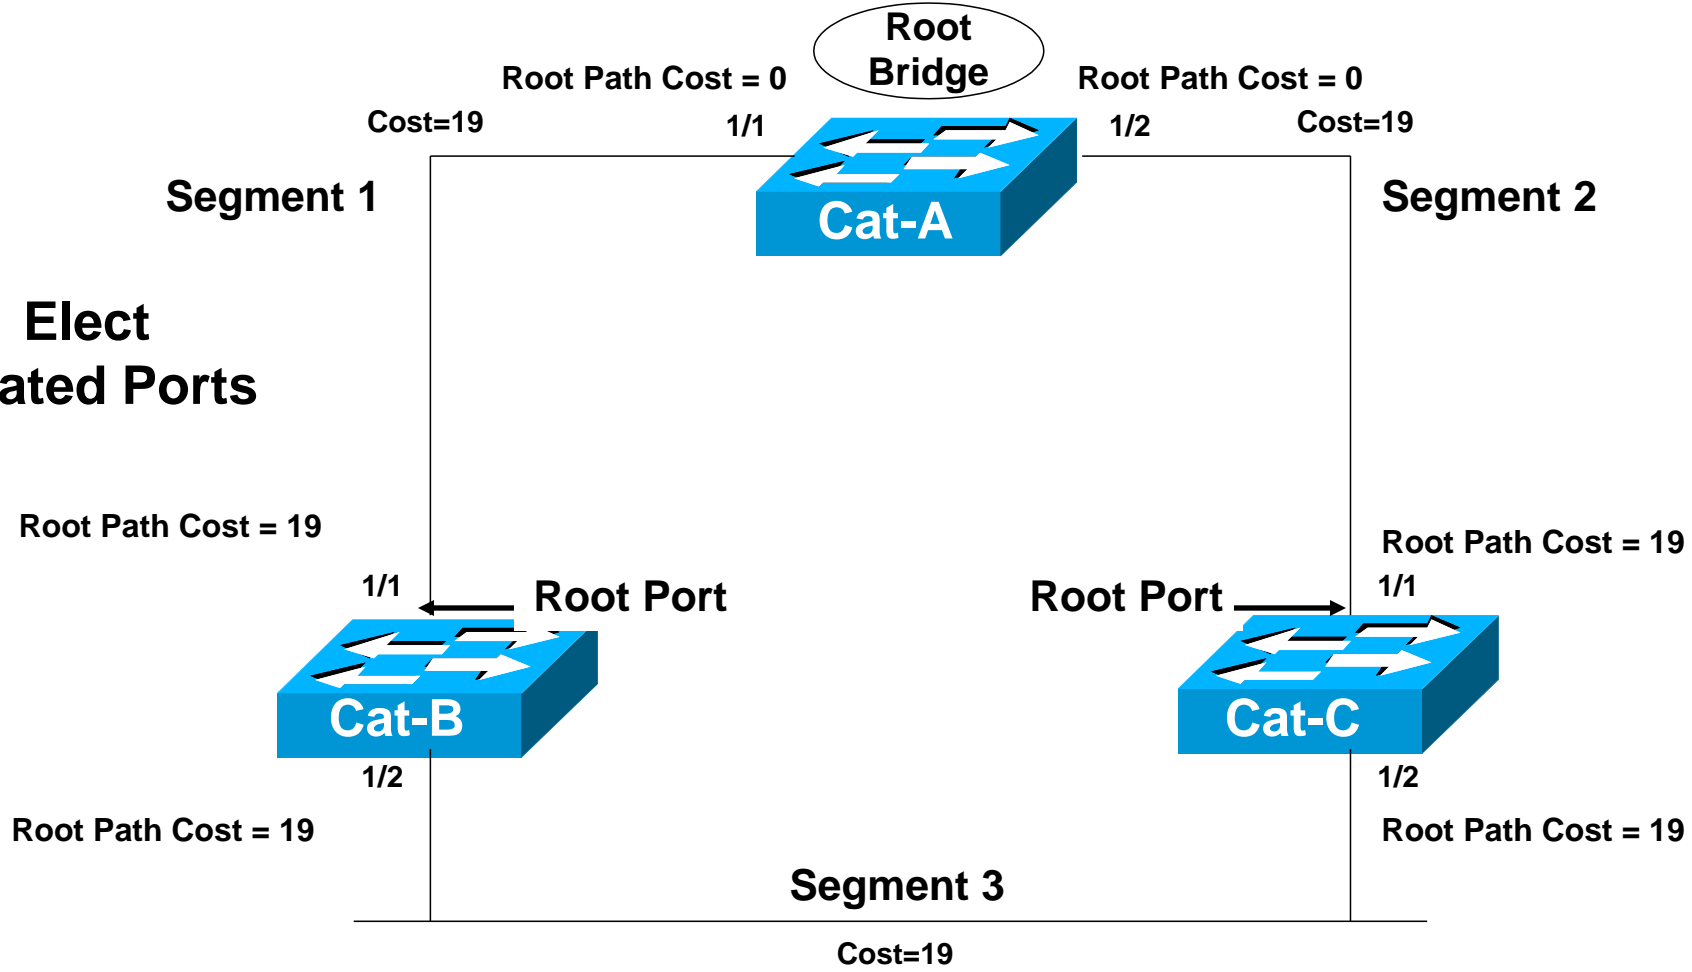 Root
Bridge
Root Path Cost = 0
Root Path Cost = 0
Cost=19
1/1
1/2
Cost=19
Segment 1
Cat-A
Segment 2
Elect
ated Ports
Root Path Cost = 19
Root Path Cost = 19
1/1
Root Port
Root Port
1/1
Cat-B
Cat-C
1/2
1/2
Root Path Cost = 19
Root Path Cost = 19
Segment 3
Cost=19